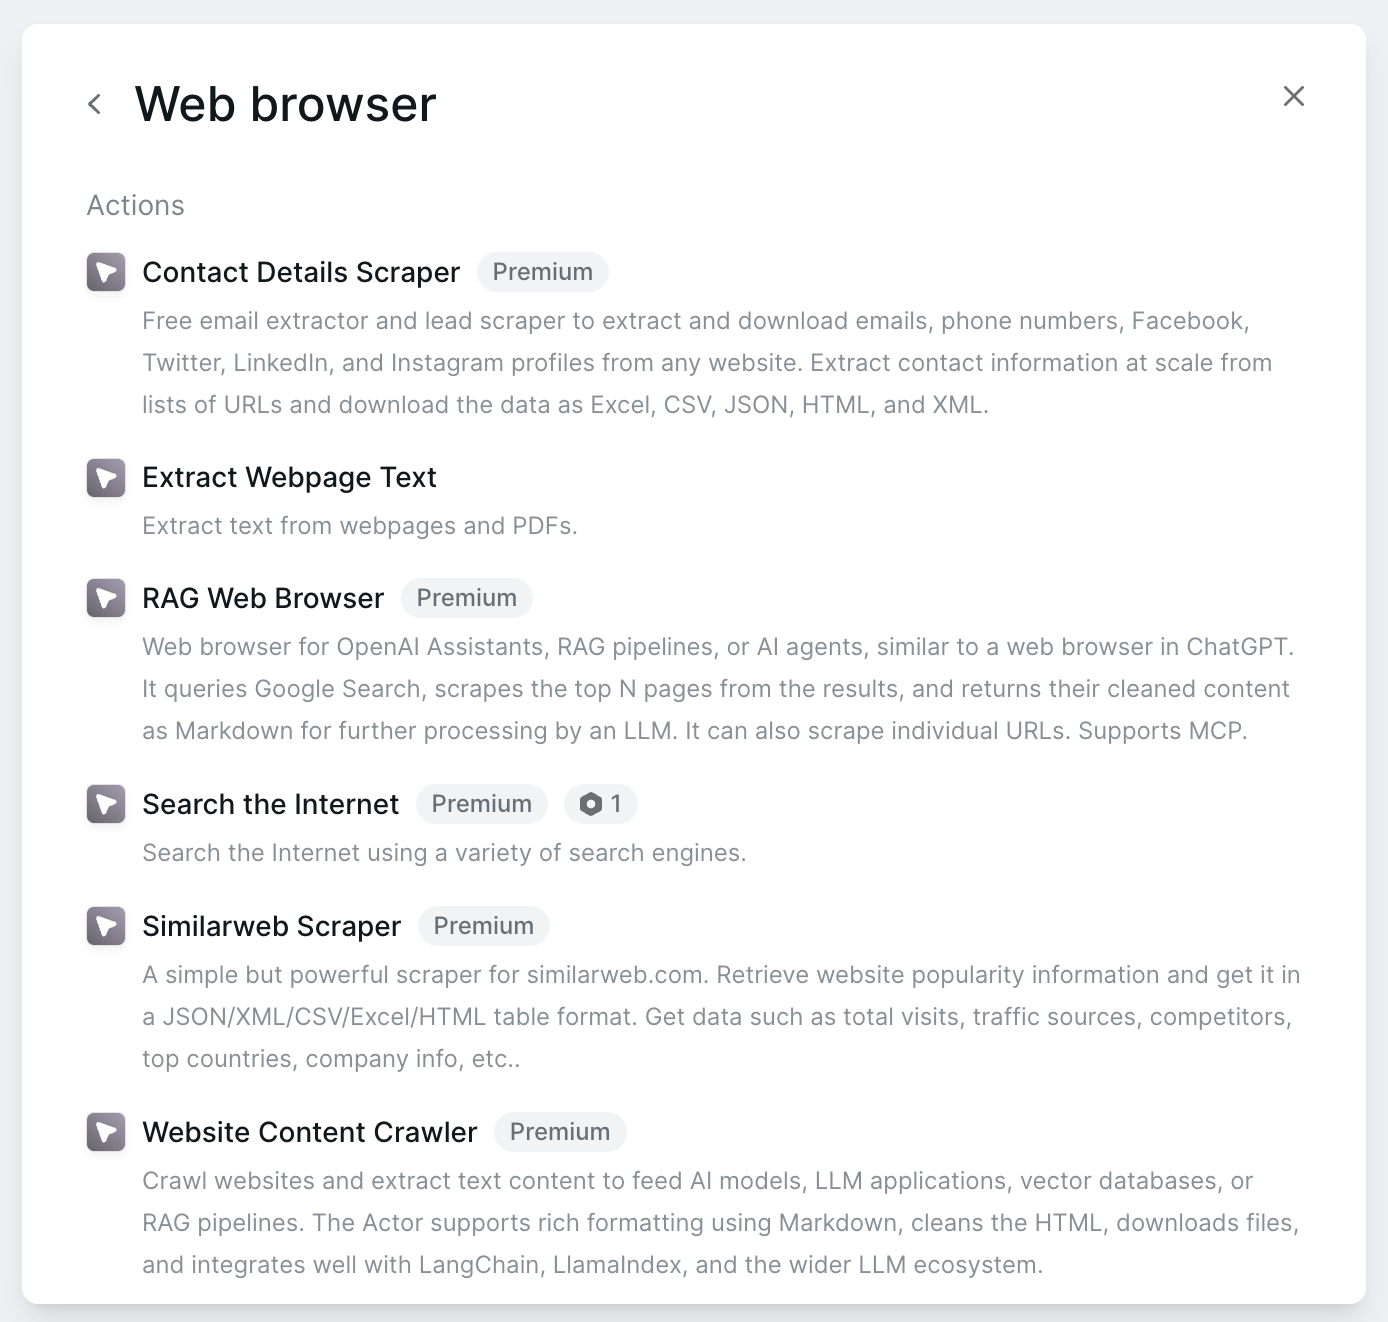 Web browser
Actions
Contact Details Scraper Premium
Free email extractor and lead scraper to extract and download emails, phone numbers, Facebook,
Twitter, LinkedIn, and Instagram profiles from any website. Extract contact information at scale from
lists of URLs and download the data as Excel, CSV, JSON, HTML, and XML.
Extract Webpage Text
Extract text from webpages and PDFs.
RAG Web Browser Premium
Web browser for OpenAI Assistants, RAG pipelines, or AI agents, similar to a web browser in ChatGPT.
It queries Google Search, scrapes the top N pages from the results, and returns their cleaned content
as Markdown for further processing by an LLM. It can also scrape individual URLs. Supports MCP.
Search the Internet Premium 1
Search the Internet using a variety of search engines.
Similarweb Scraper Premium
A simple but powerful scraper for similarweb.com. Retrieve website popularity information and get it in
a JSON/XML/CSV/Excel/HTML table format. Get data such as total visits, traffic sources, competitors,
top countries, company info, etc..
Website Content Crawler Premium
Crawl websites and extract text content to feed AI models, LLM applications, vector databases, or
RAG pipelines. The Actor supports rich formatting using Markdown, cleans the HTML, downloads files,
and integrates well with LangChain, LlamaIndex, and the wider LLM ecosystem.